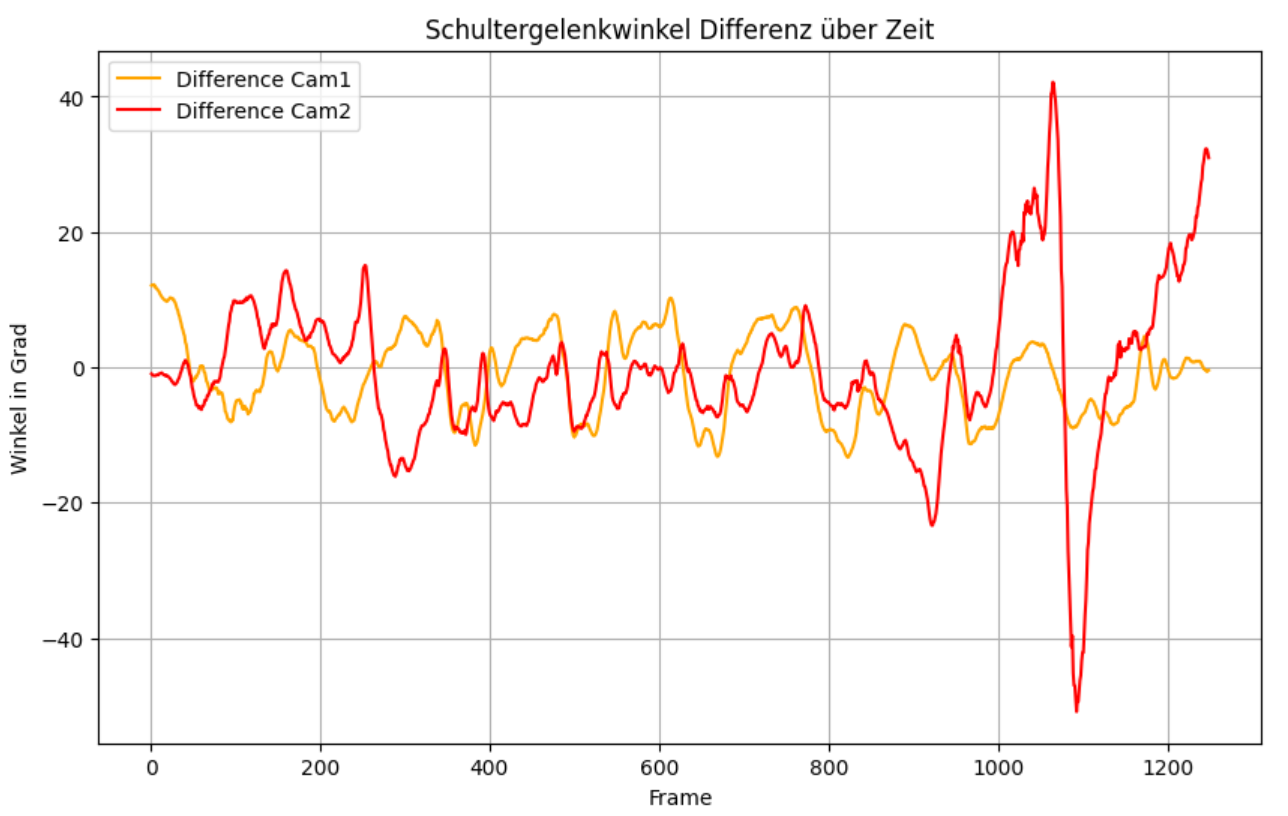 Schultergelenkwinkel Differenz über Zeit
Difference Cam1
Difference Cam2
Winkel in Grad
40
20
0
−20
−40
0 200 400 600 800 1000 1200
Frame